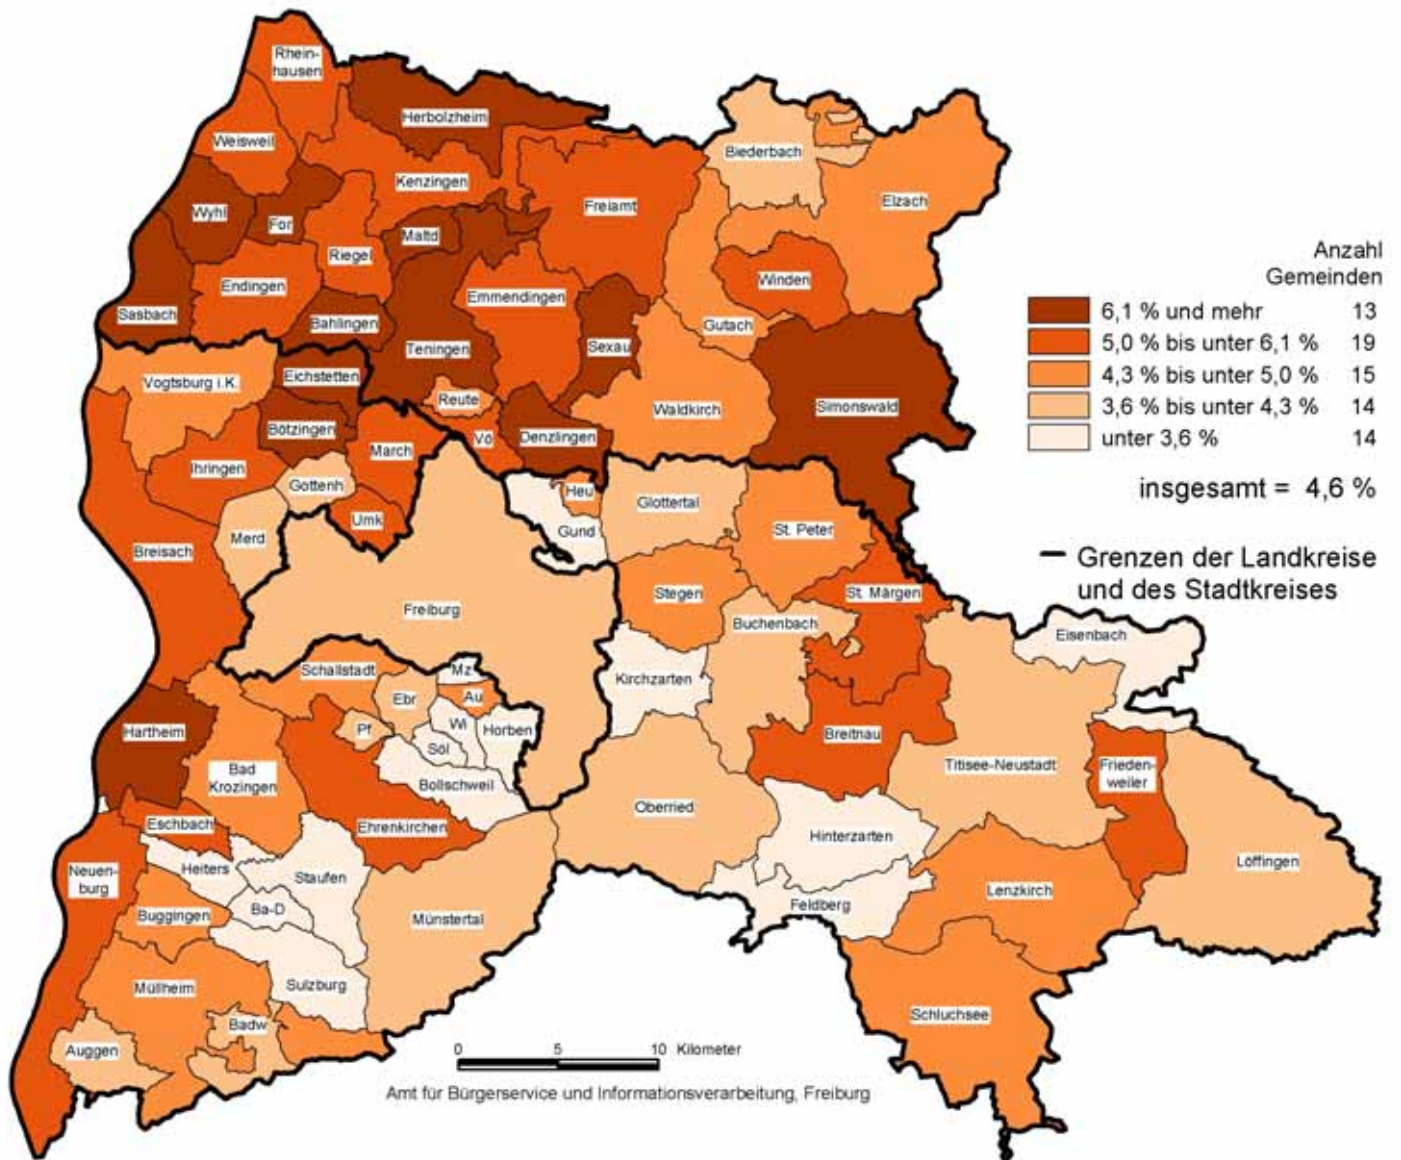 Rhein-
hausen
Herbolzheim
Weisweil
Biederbach
Kenzingen
Elzach
Freiamt
Wyhl
For
Maltd
Riegel
Winden
Endingen
Emmendingen
Sasbach
Bahlingen
Gutach
Teningen
Sexau
Eichstetten
Vogtsburg i.K.
Reute
Waldkirch
Simonswald
Bötzingen
Vö
Denzlingen
March
Ihringen
Gottenh
Heu
Glottertal
Umk
Gund
St. Peter
Merd
Breisach
Stegen
St. Märgen
Freiburg
Buchenbach
Eisenbach
Schallstadt
Mz
Kirchzarten
Ebr
Au
Wi
Horben
Pf
Hartheim
Breitnau
Söl
Titisee-Neustadt
Frieden-
weiler
Bad
Krozingen
Bollschweil
Oberried
Eschbach
Ehrenkirchen
Hinterzarten
Löffingen
Neuen-
burg
Heiters
Staufen
Lenzkirch
Feldberg
Ba-D
Buggingen
Münstertal
Müllheim
Sulzburg
Schluchsee
Badw
Auggen
Anzahl
Gemeinden
6,1 % und mehr 13
5,0 % bis unter 6,1 % 19
4,3 % bis unter 5,0 % 15
3,6 % bis unter 4,3 % 14
unter 3,6 % 14
insgesamt = 4,6 %
Grenzen der Landkreise
und des Stadtkreises
0 5 10 Kilometer
Amt für Bürgerservice und Informationsverarbeitung, Freiburg